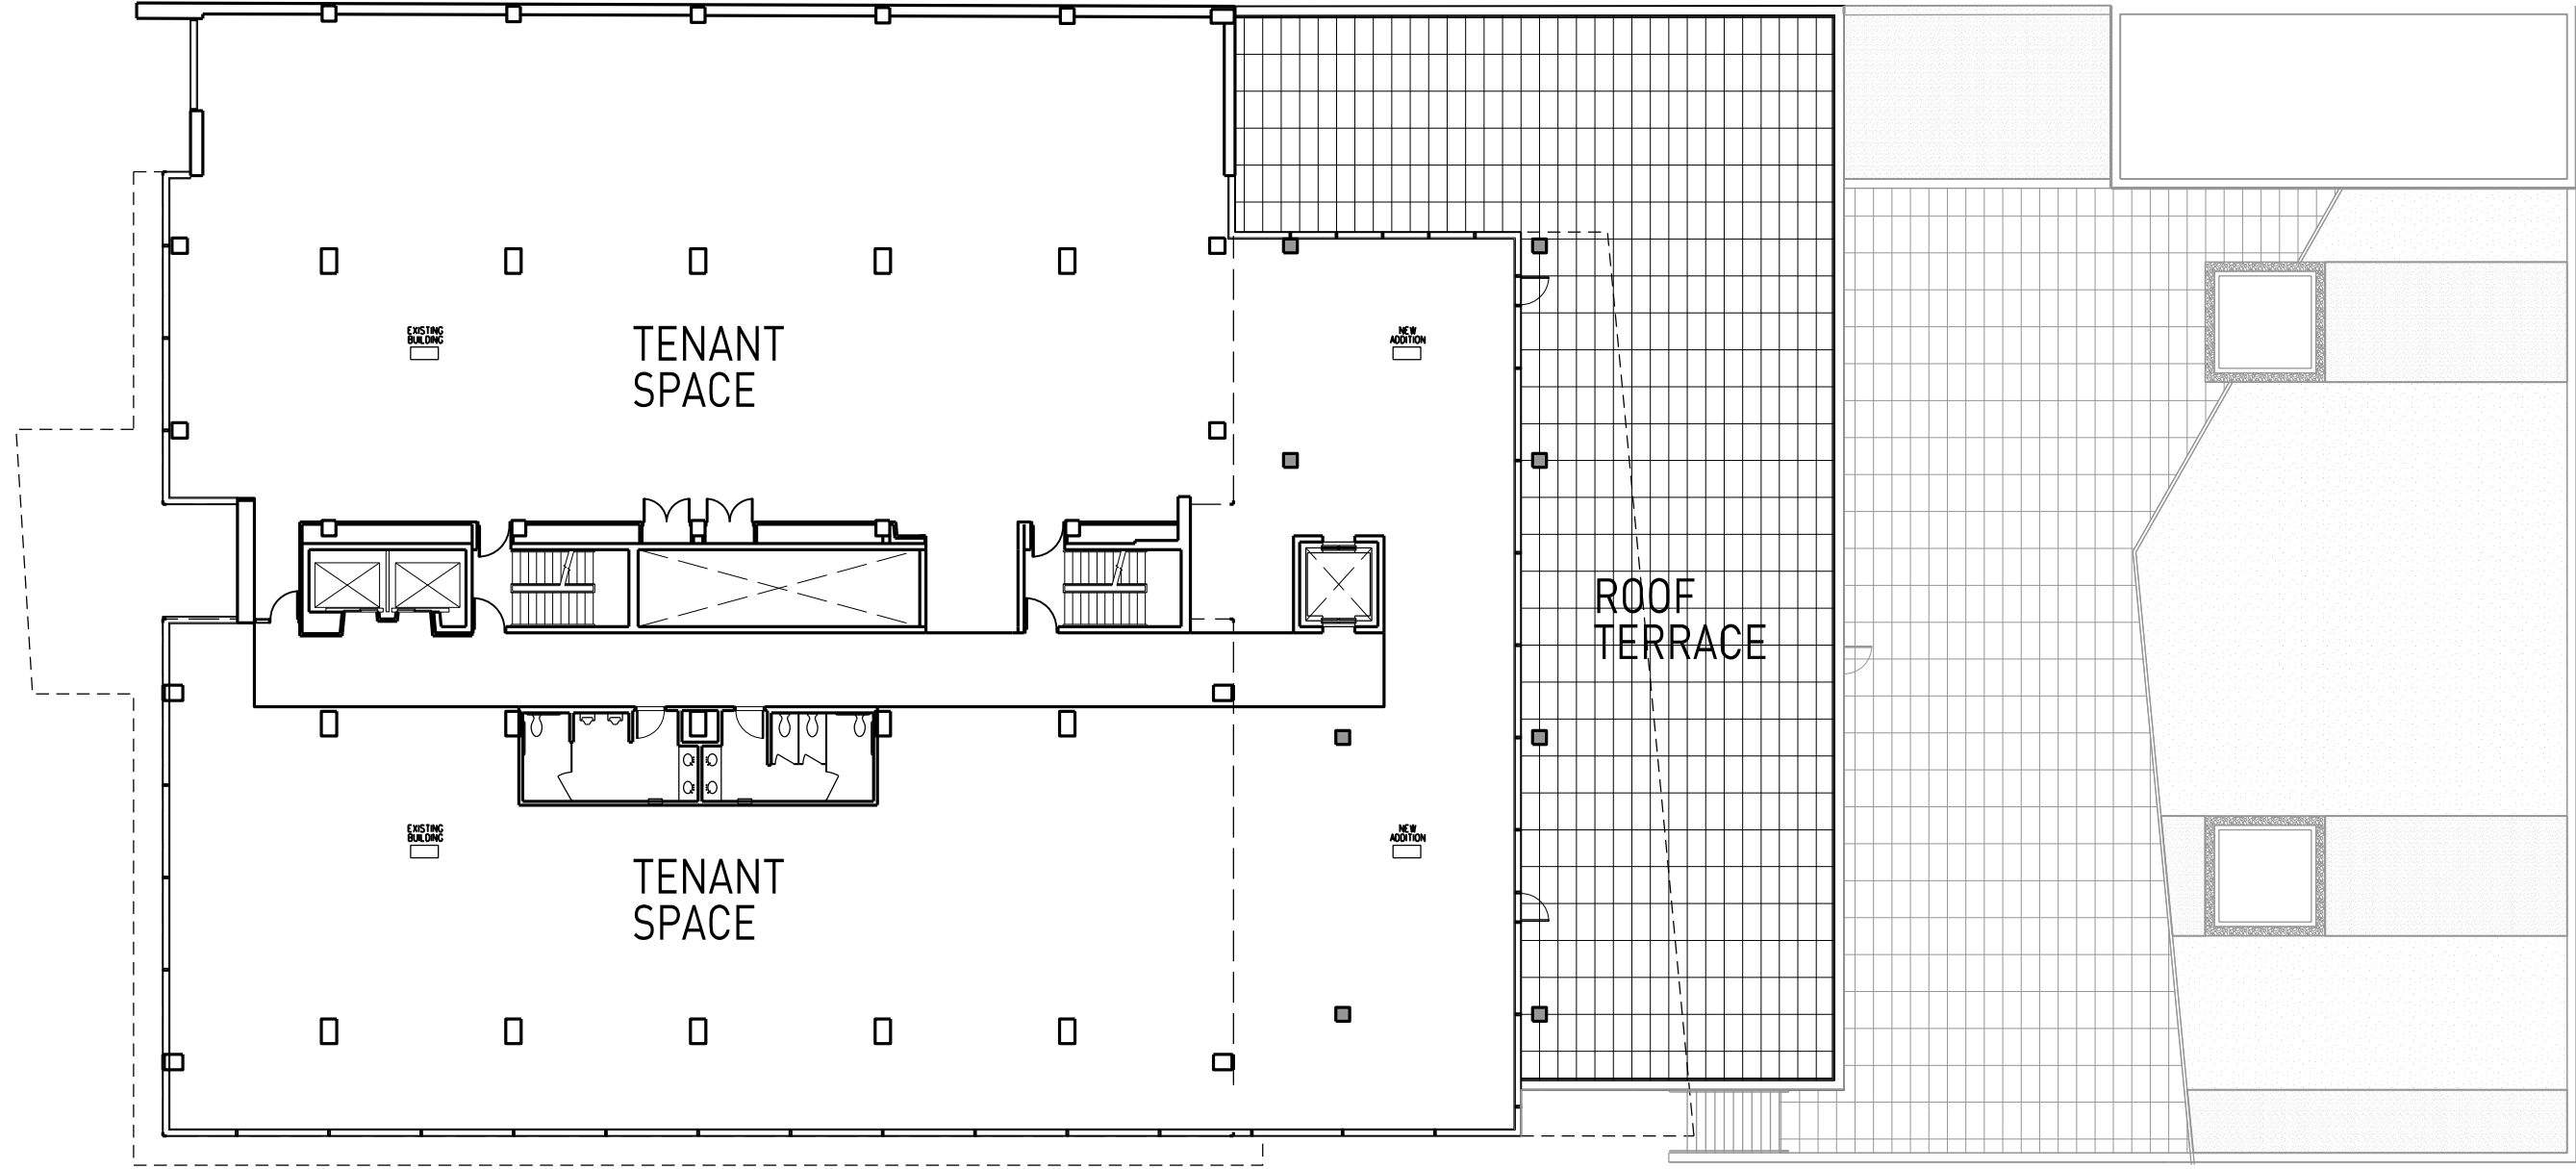 EXISTING
BUILDING
TENANT
SPACE
NEW
ADDITION
ROOF
TERRACE
EXISTING
BUILDING
TENANT
SPACE
NEW
ADDITION